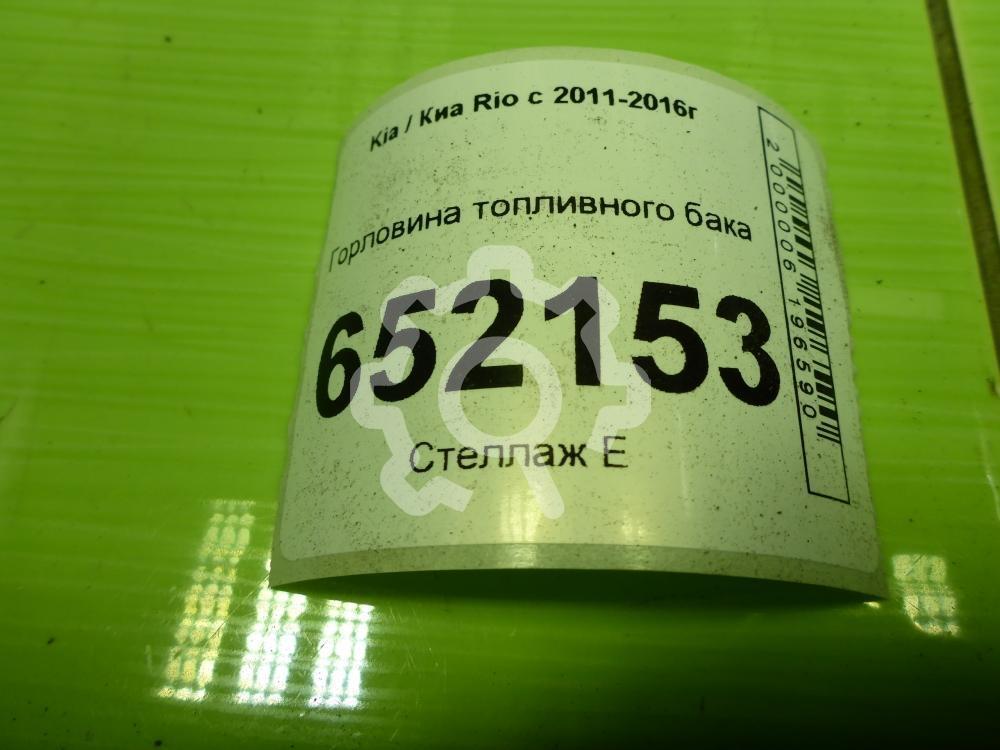 Kia / Киа Rio с 2011-2016г
Горловина топливного бака
652153
Стеллаж Е
2000006196590